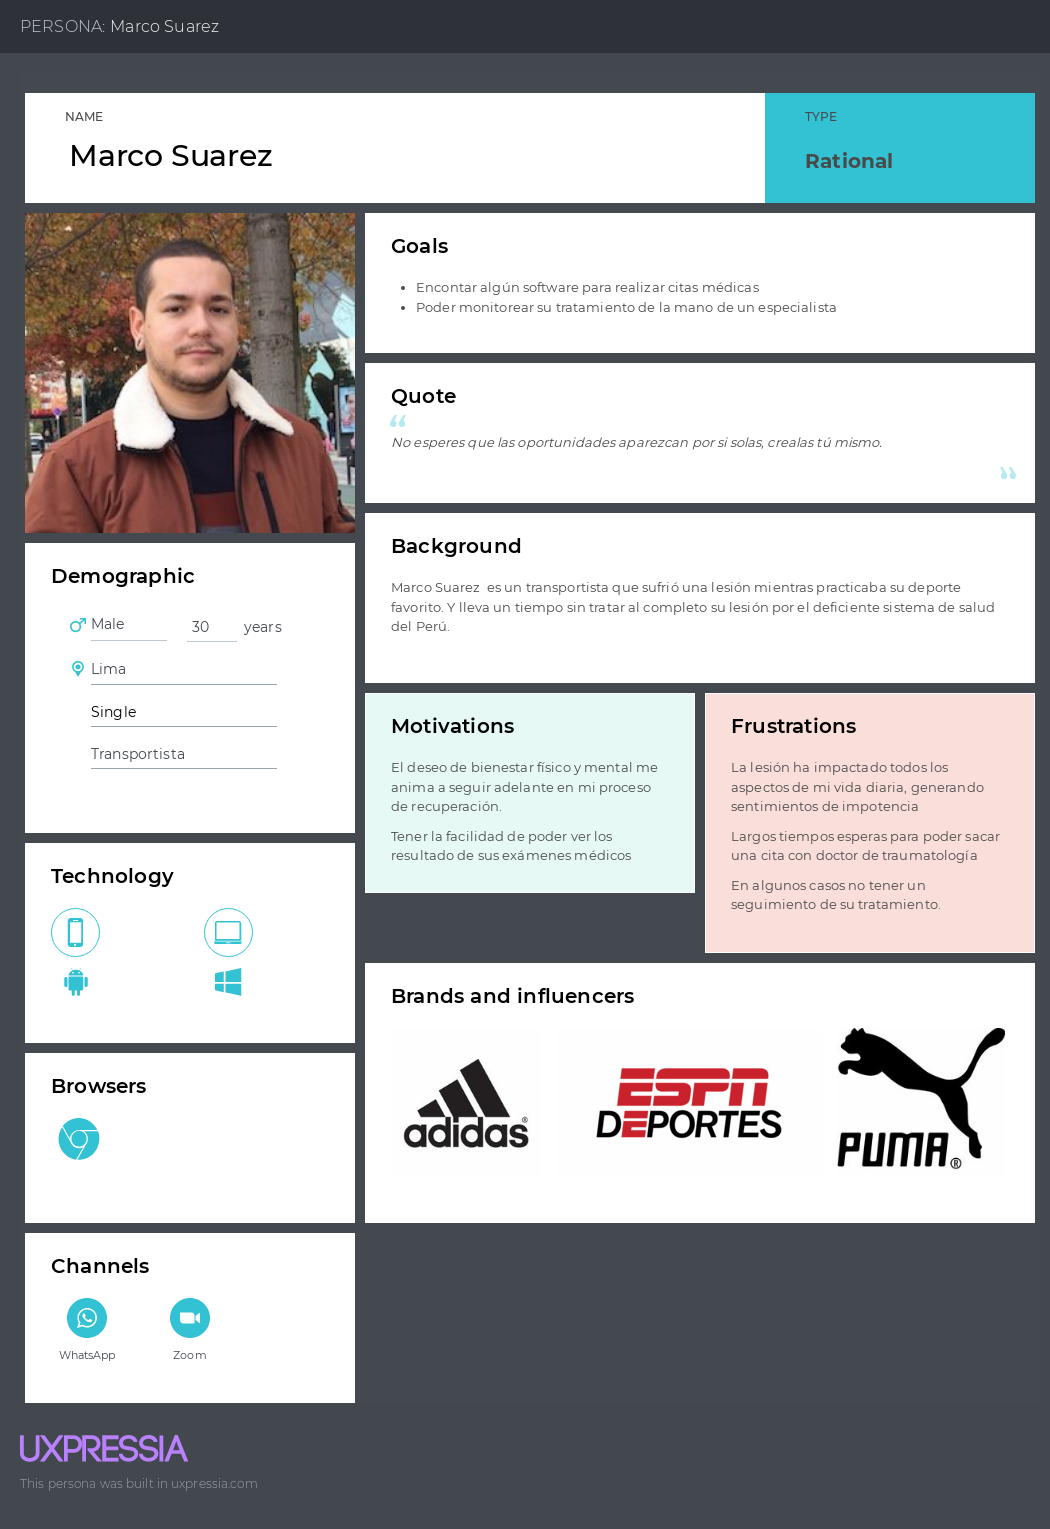 PERSONA: Marco Suarez
NAME
Marco Suarez
TYPE
Rational
Goals
• Encontar algún software para realizar citas médicas
• Poder monitorear su tratamiento de la mano de un especialista
Quote
“
No esperes que las oportunidades aparezcan por si solas, crealas tú mismo.
”
Background
Marco Suarez es un transportista que sufrió una lesión mientras practicaba su deporte
favorito. Y lleva un tiempo sin tratar al completo su lesión por el deficiente sistema de salud
del Perú.
Demographic
Male 30 years
Lima
Single
Transportista
Motivations
El deseo de bienestar físico y mental me
anima a seguir adelante en mi proceso
de recuperación.
Tener la facilidad de poder ver los
resultado de sus exámenes médicos
Frustrations
La lesión ha impactado todos los
aspectos de mi vida diaria, generando
sentimientos de impotencia
Largos tiempos esperas para poder sacar
una cita con doctor de traumatología
En algunos casos no tener un
seguimiento de su tratamiento.
Technology
Brands and influencers
adidas®
ESPN
DEPORTES
PUMA®
Browsers
Channels
WhatsApp Zoom
UXPRESSIA
This persona was built in uxpressia.com